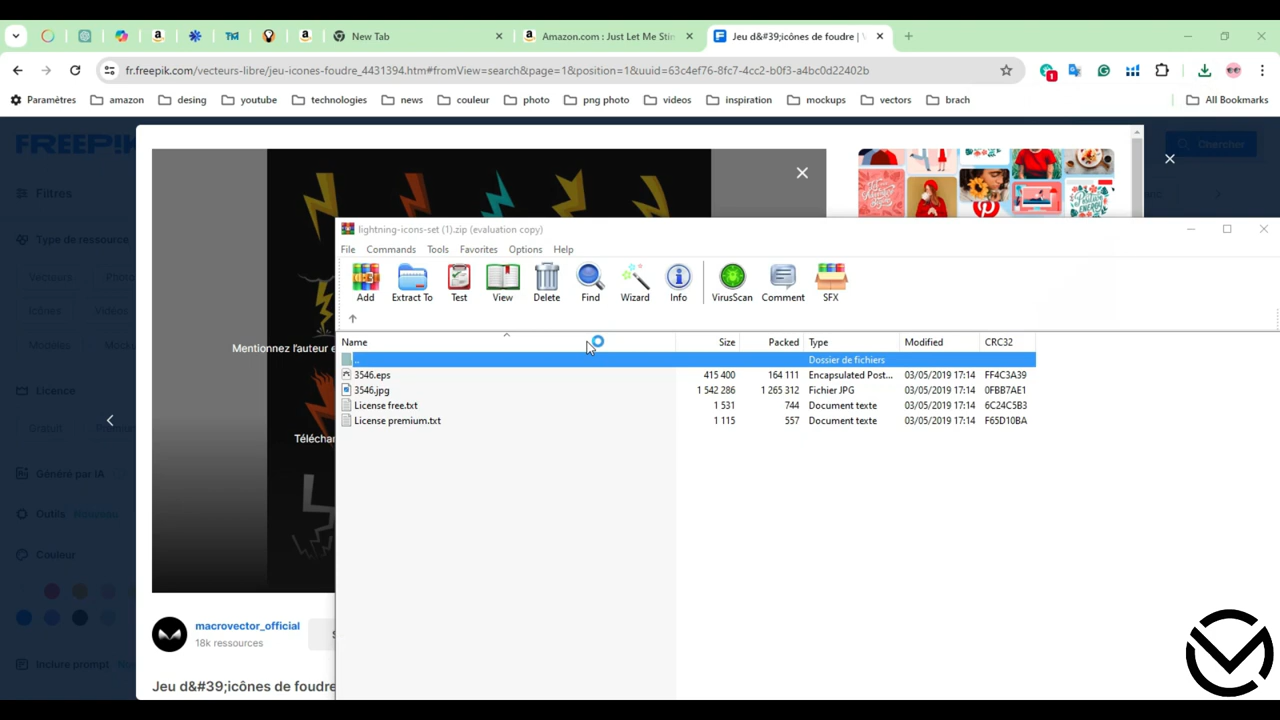 New Tab
Amazon.com : Just Let Me Stin
Jeu d&#39;icônes de foudre |
fr.freepik.com/vecteurs-libre/jeu-icones-foudre_4431394.htm#fromView=search&page=1&position=1&uuid=63c4ef76-8fc7-4cc2-b0f3-a4bc0d22402b
1
Paramètres
amazon
desing
youtube
technologies
news
couleur
photo
png photo
videos
inspiration
mockups
vectors
brach
All Bookmarks
FREEPIK
Chercher
Filtres
Type de ressource
Vecteurs
Icônes
Vidéos
Modèles
Licence
Gratuit
Généré par IA
Outils
Couleur
Inclure prompt
Mentionnez l'auteur e
Téléchar
macrovector_official
18k ressources
Jeu d&#39;icônes de foudre
lightning-icons-set (1).zip (evaluation copy)
File Commands Tools Favorites Options Help
Add Extract To Test View Delete Find Wizard Info VirusScan Comment SFX
Name Size Packed Type Modified CRC32
.. Dossier de fichiers
3546.eps 415 400 164 111 Encapsulated Post... 03/05/2019 17:14 FF4C3A39
3546.jpg 1 542 286 1 265 312 Fichier JPG 03/05/2019 17:14 0FBB7AE1
License free.txt 1 531 744 Document texte 03/05/2019 17:14 6C24C5B3
License premium.txt 1 115 557 Document texte 03/05/2019 17:14 F65D10BA